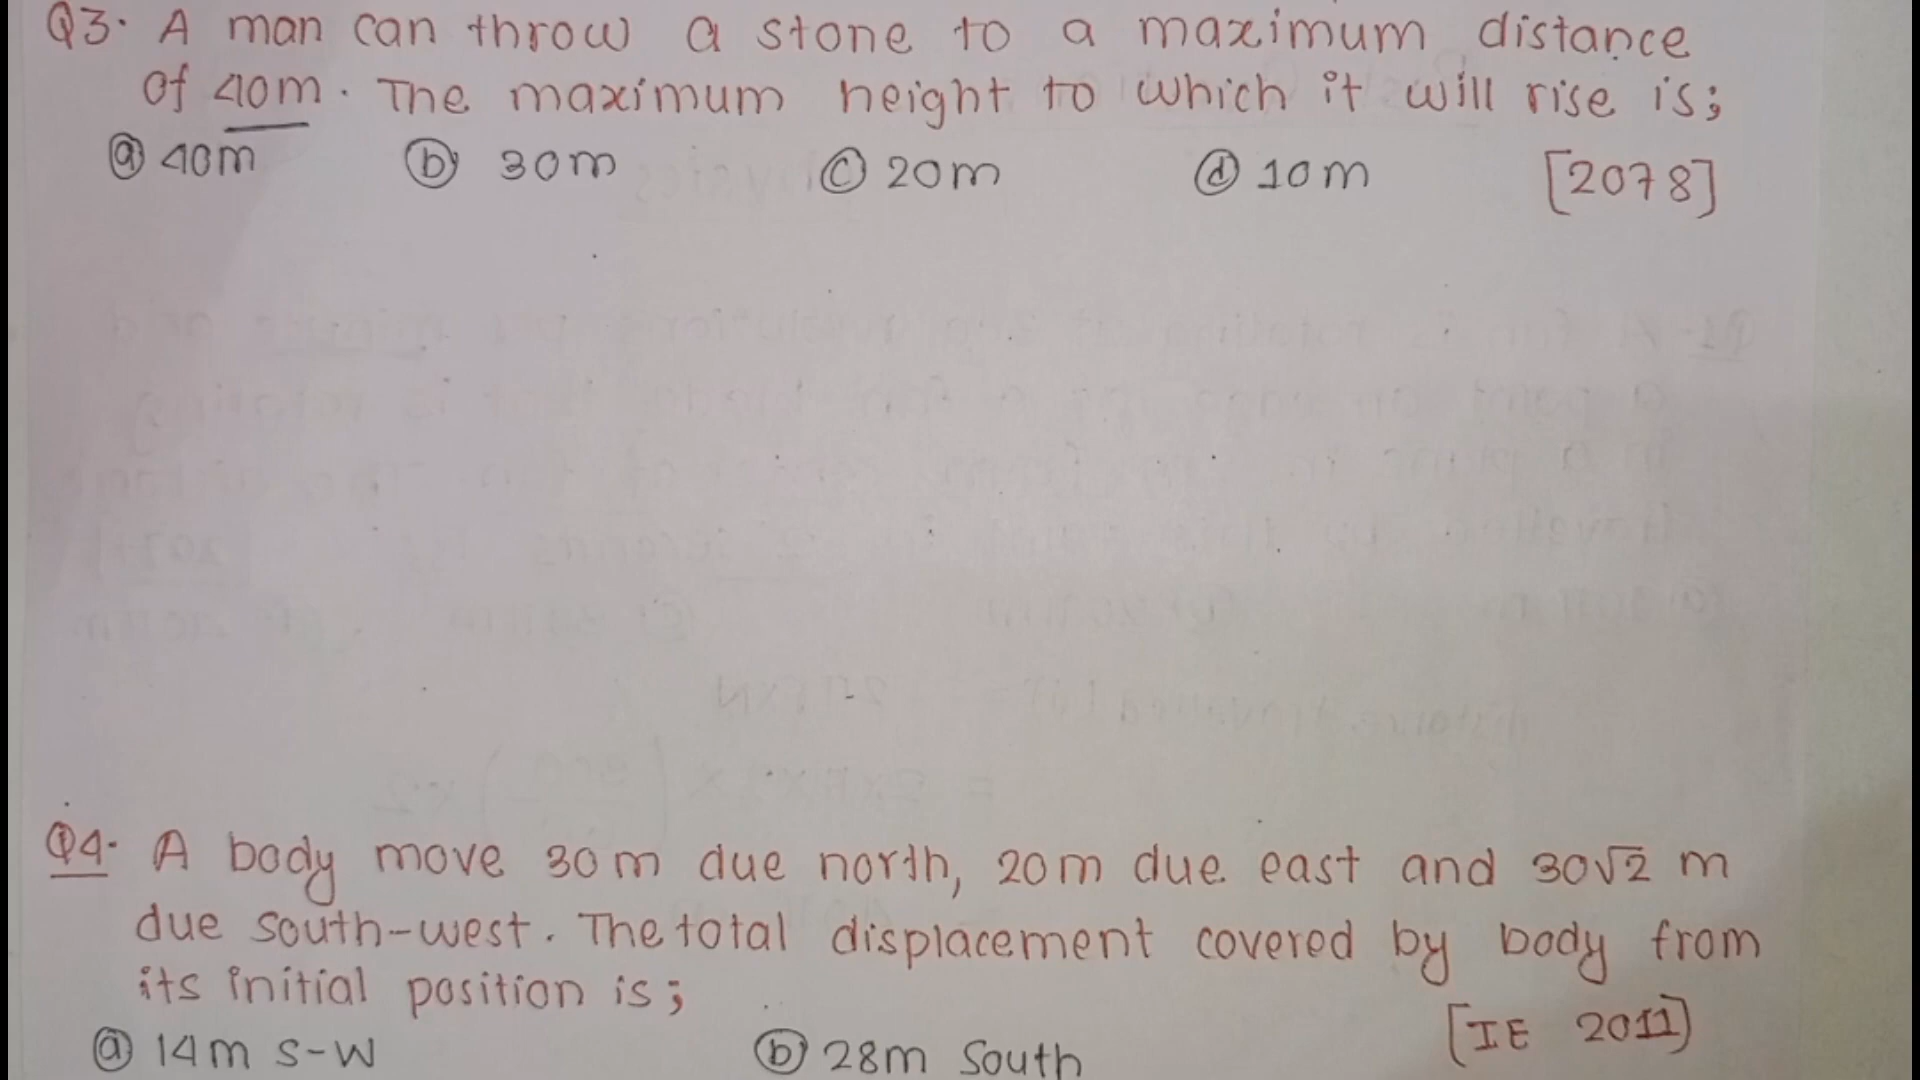 Q3. A man can throw a stone to a maximum distance
of 40m. The maximum height to which it will rise is;
ⓐ 40m ⓑ 30m ⓒ 20m ⓓ 10m [2078]
Q4. A body move 30m due north, 20m due east and 30√2 m
due south-west. The total displacement covered by body from
its initial position is;
[IE 2011]
ⓐ 14m S-W ⓑ 28m South